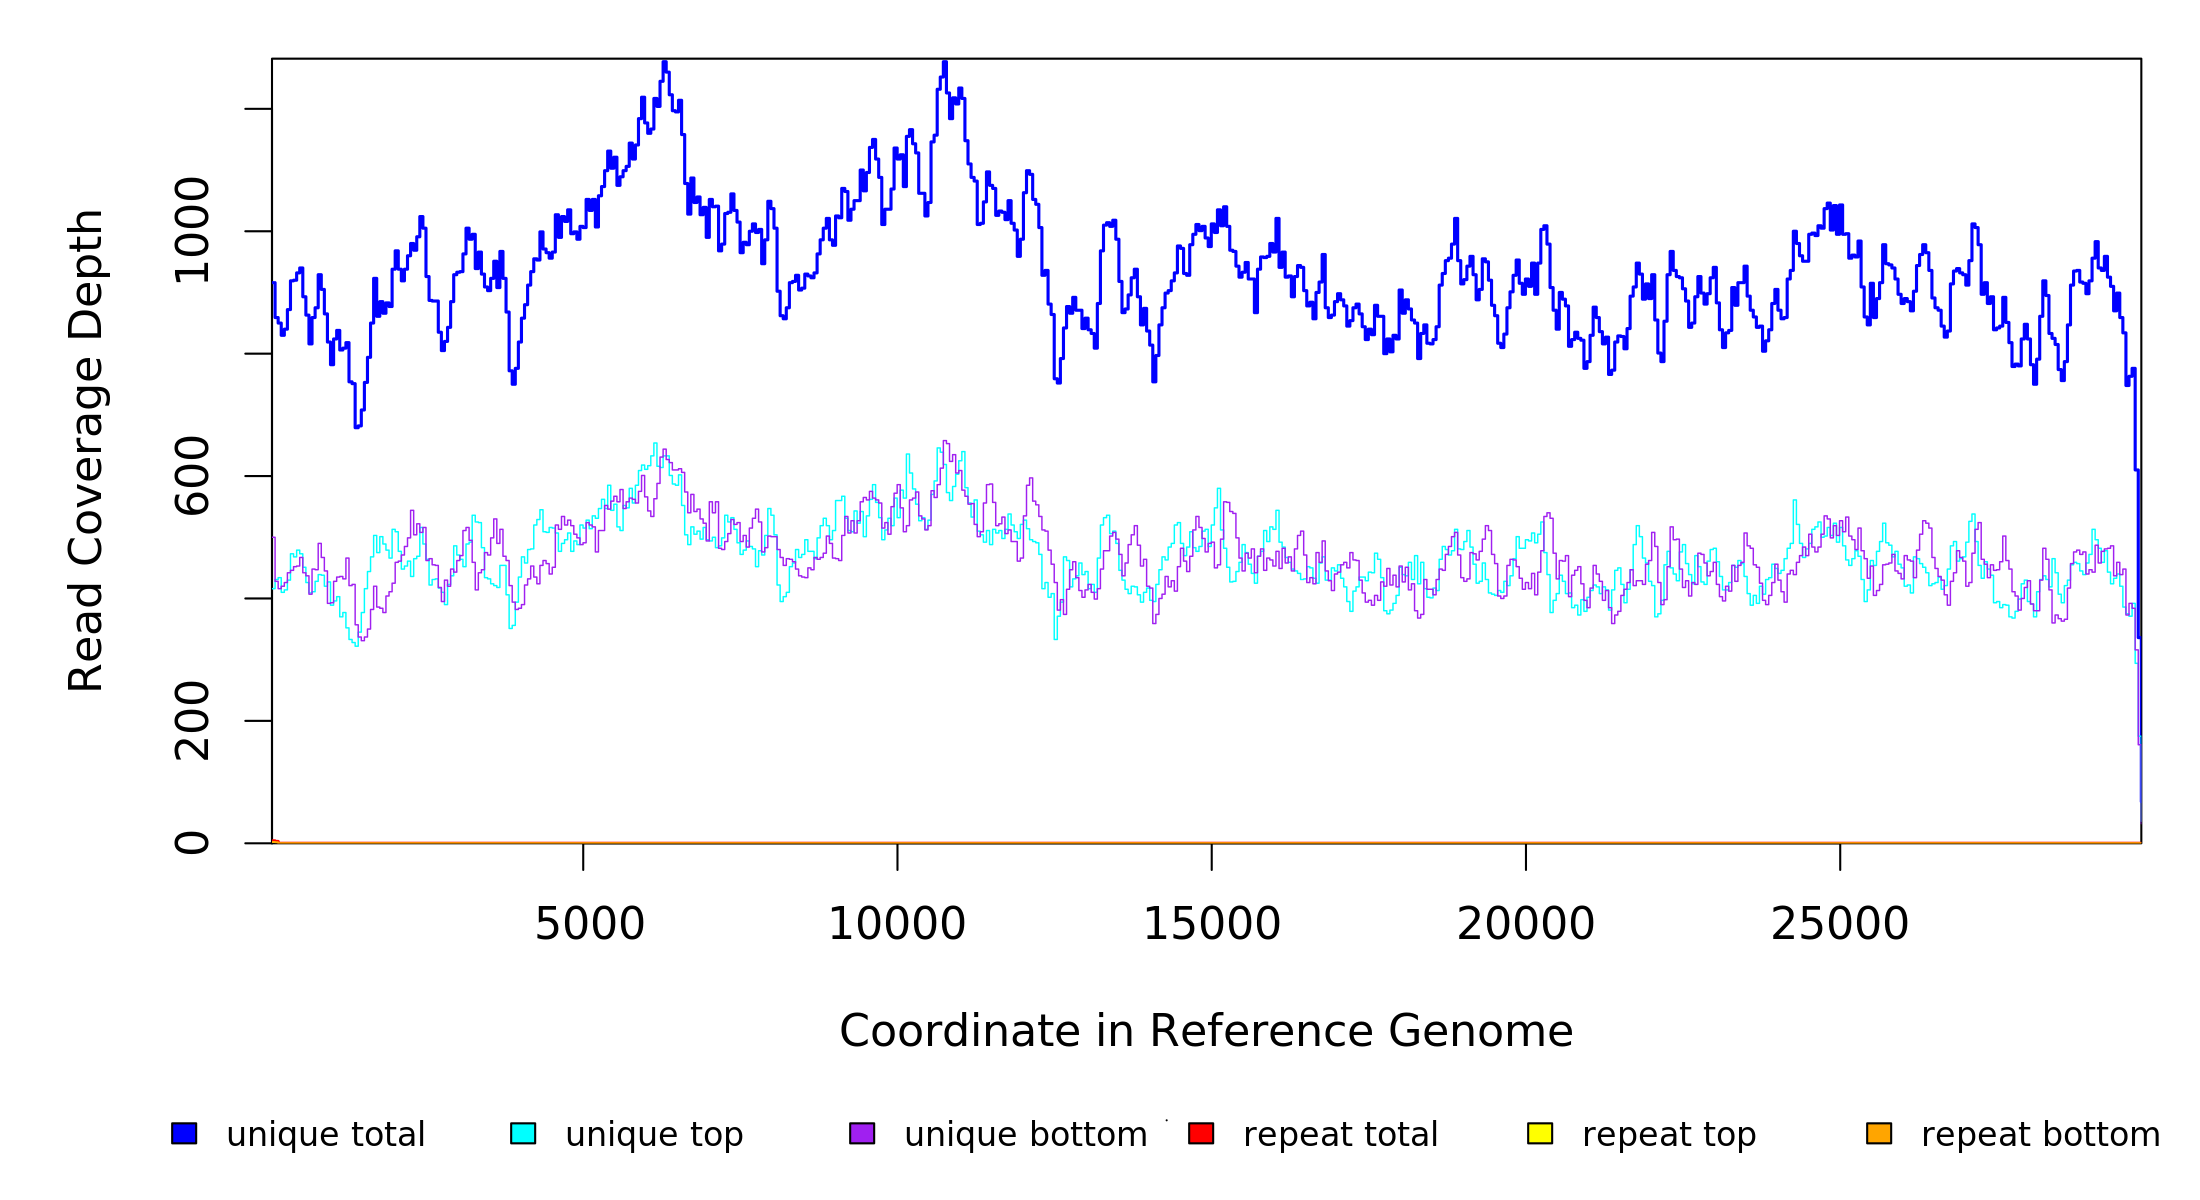 Read Coverage Depth
1000
600
200
0
5000 10000 15000 20000 25000
Coordinate in Reference Genome
unique total unique top unique bottom repeat total repeat top repeat bottom